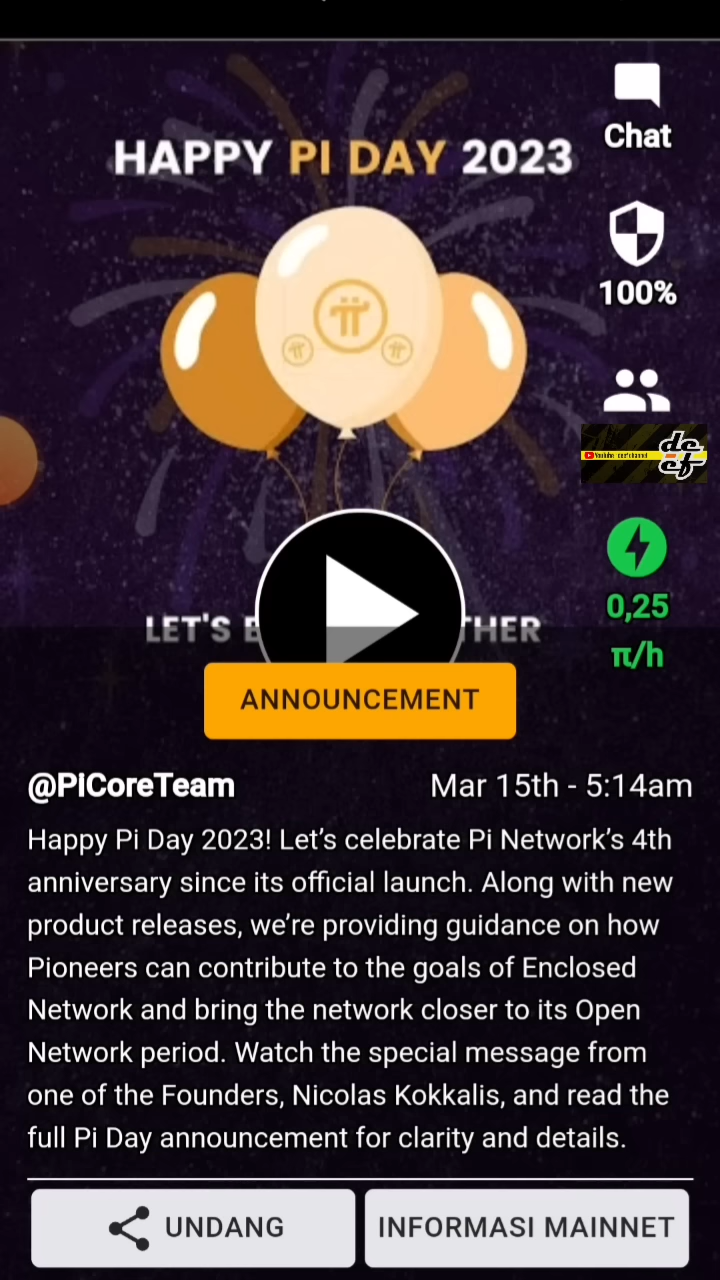 Chat
HAPPY PI DAY 2023
100%
0,25
π/h
LET'S
ANNOUNCEMENT
@PiCoreTeam
Mar 15th - 5:14am
Happy Pi Day 2023! Let’s celebrate Pi Network’s 4th
anniversary since its official launch. Along with new
product releases, we’re providing guidance on how
Pioneers can contribute to the goals of Enclosed
Network and bring the network closer to its Open
Network period. Watch the special message from
one of the Founders, Nicolas Kokkalis, and read the
full Pi Day announcement for clarity and details.
UNDANG
INFORMASI MAINNET